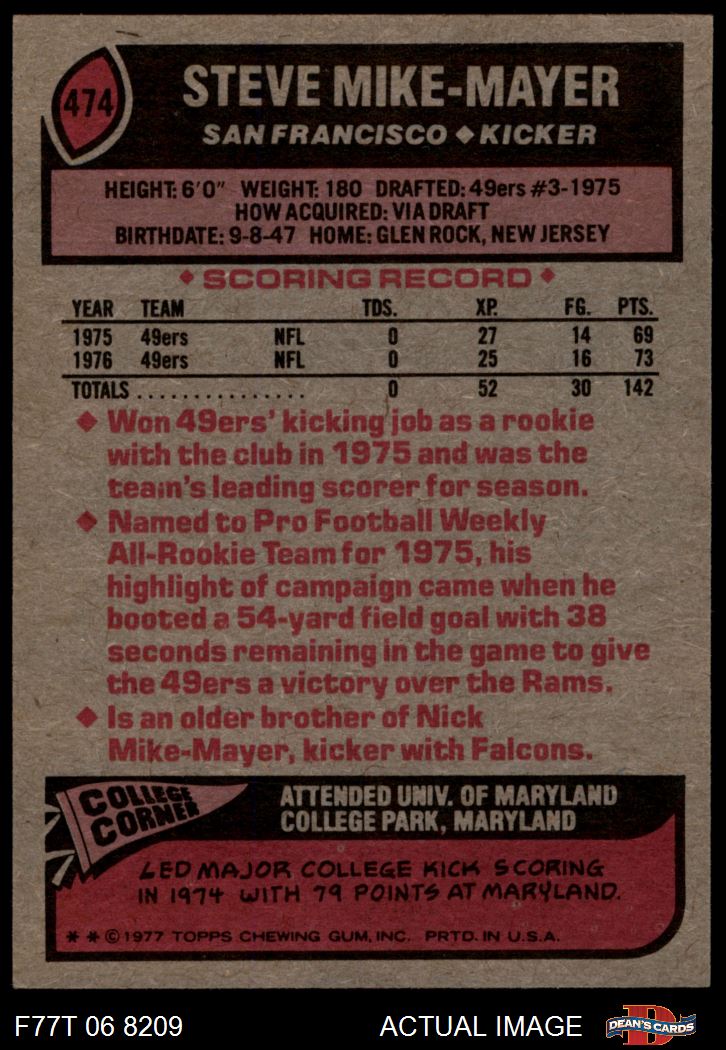 474
STEVE MIKE-MAYER
SAN FRANCISCO ◆ KICKER
HEIGHT: 6'0" WEIGHT: 180 DRAFTED: 49ers #3-1975
HOW ACQUIRED: VIA DRAFT
BIRTHDATE: 9-8-47 HOME: GLEN ROCK, NEW JERSEY
◆ SCORING RECORD ◆
YEAR TEAM TDS. XP. FG. PTS.
1975 49ers NFL 0 27 14 69
1976 49ers NFL 0 25 16 73
TOTALS ............... 0 52 30 142
◆ Won 49ers' kicking job as a rookie
with the club in 1975 and was the
team's leading scorer for season.
◆ Named to Pro Football Weekly
All-Rookie Team for 1975, his
highlight of campaign came when he
booted a 54-yard field goal with 38
seconds remaining in the game to give
the 49ers a victory over the Rams.
◆ Is an older brother of Nick
Mike-Mayer, kicker with Falcons.
COLLEGE
CORNER
ATTENDED UNIV. OF MARYLAND
COLLEGE PARK, MARYLAND
LED MAJOR COLLEGE KICK SCORING
IN 1974 WITH 79 POINTS AT MARYLAND.
* * © 1977 TOPPS CHEWING GUM, INC. PRTD. IN U.S.A.
F77T 06 8209 ACTUAL IMAGE
D
DEAN'S CARDS